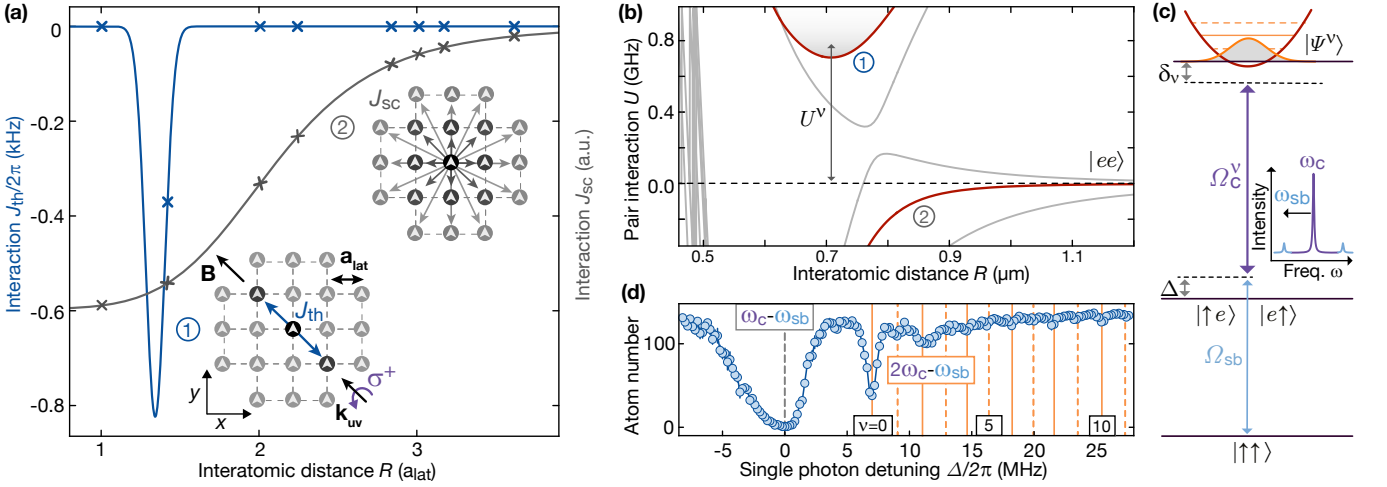 (a)
Interaction J_th/2π (kHz)
0
-0.2
-0.4
-0.6
-0.8
1
2
3
Interatomic distance R (a_lat)
Interaction J_sc (a.u.)
J_sc
②
①
B
a_lat
J_th
σ⁺
k_uv
y
x
(b)
Pair interaction U (GHz)
0.8
0.4
0.0
0.5
0.7
0.9
1.1
Interatomic distance R (μm)
①
U^ν
|ee⟩
②
(c)
|Ψ^ν⟩
δ_ν
Ω_c^ν
Intensity
ω_c
ω_sb
Freq. ω
Δ
|↑e⟩
|e↑⟩
Ω_sb
|↑↑⟩
(d)
Atom number
100
0
ω_c-ω_sb
2ω_c-ω_sb
ν=0
5
10
-5
0
5
10
15
20
25
Single photon detuning Δ/2π (MHz)